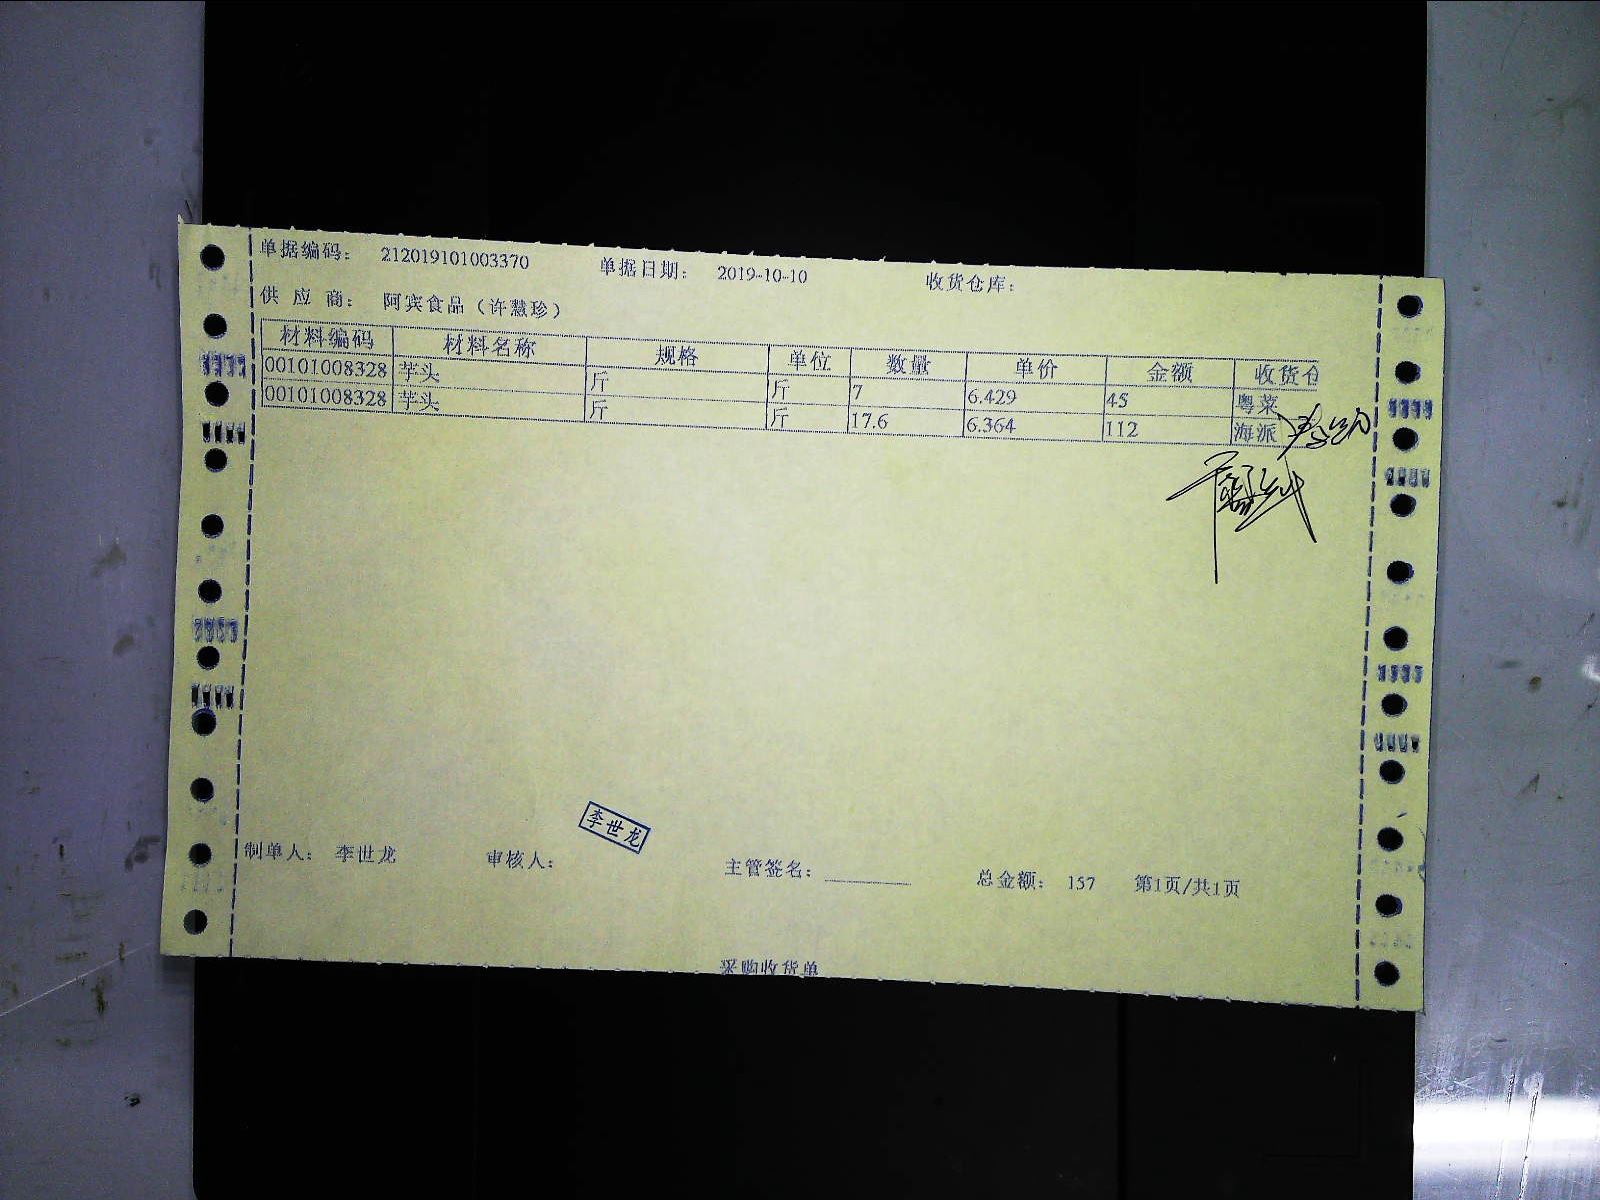 单据编码： 212019101003370 单据日期： 2019-10-10 收货仓库：
供 应 商： 阿宾食品（许慧珍）
材料编码 材料名称 规格 单位 数量 单价 金额 收货仓
00101008328 芋头 斤 斤 7 6.429 45 粤菜
00101008328 芋头 斤 斤 17.6 6.364 112 海派
李世龙
制单人： 李世龙 审核人： 主管签名： 总金额： 157 第1页/共1页
采购收货单